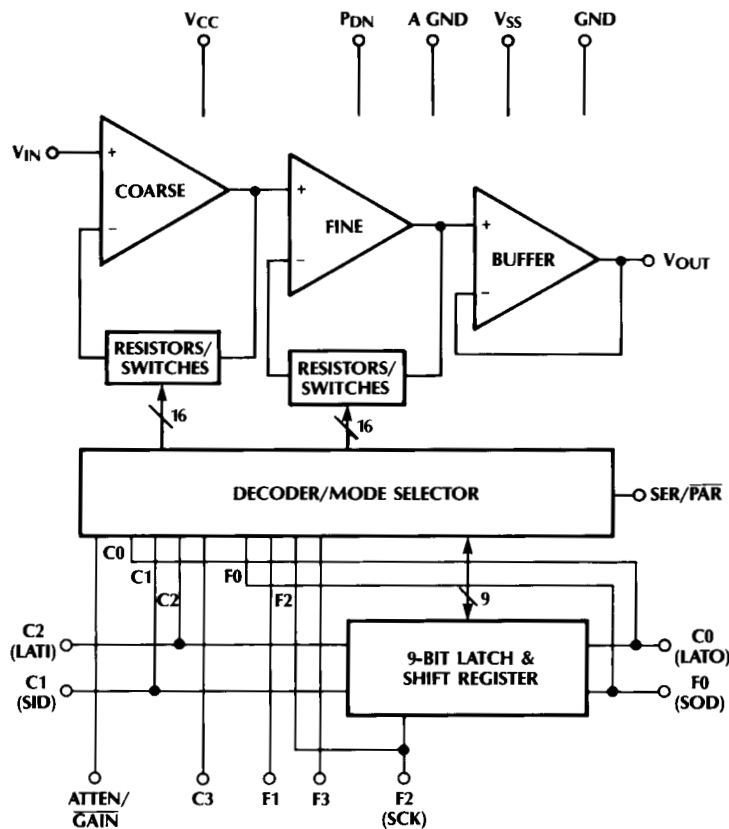 VCC PDN A GND VSS GND
VIN
+
COARSE
−
+
FINE
−
+
BUFFER
−
VOUT
RESISTORS/
SWITCHES
RESISTORS/
SWITCHES
16
16
DECODER/MODE SELECTOR
SER/P̅A̅R̅
C0
C1
C2
F0
F2
9
C2
(LATI)
C1
(SID)
9-BIT LATCH &
SHIFT REGISTER
C0
(LATO)
F0
(SOD)
ATTEN/
G̅A̅I̅N̅
C3
F1
F3
F2
(SCK)